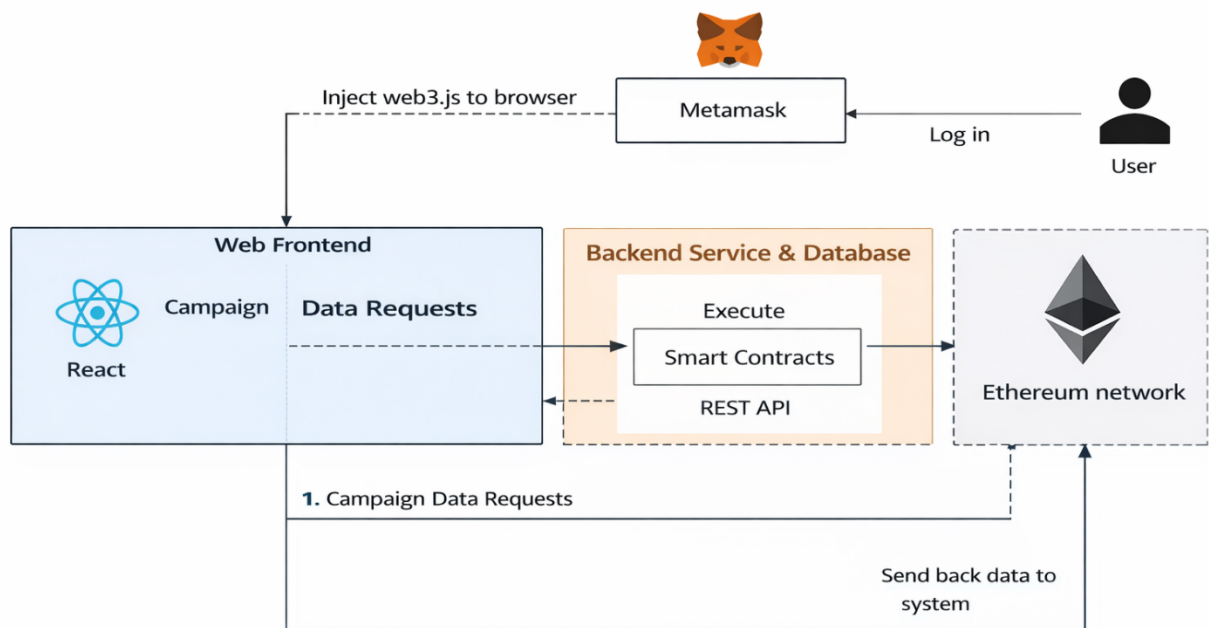 Inject web3.js to browser
Metamask
Log in
User
Web Frontend
Campaign
Data Requests
React
Backend Service & Database
Execute
Smart Contracts
REST API
Ethereum network
1. Campaign Data Requests
Send back data to
system